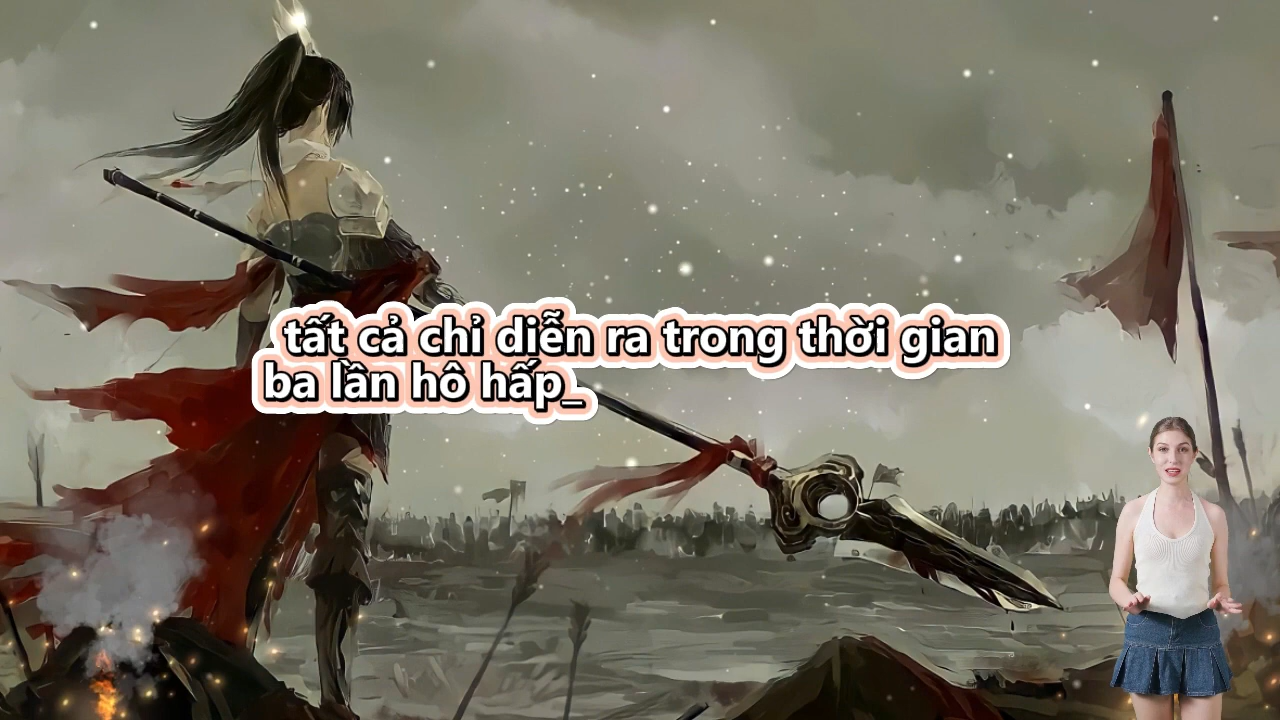 tất cả chỉ diễn ra trong thời gian
ba lần hô hấp_